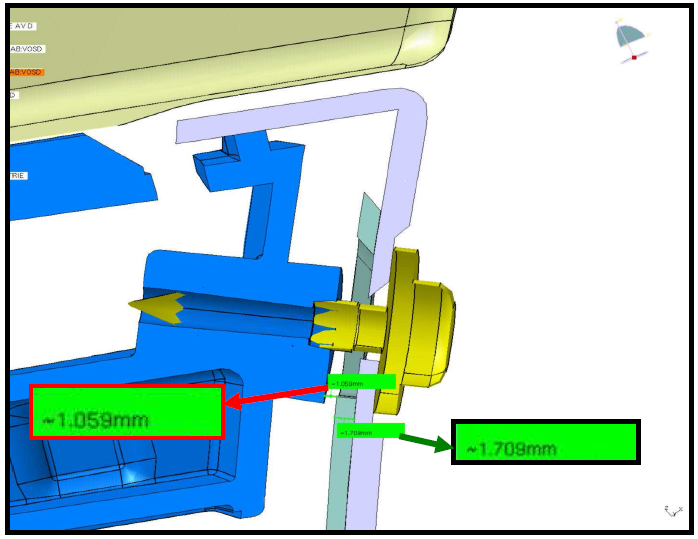 E AV D
AB:VOSD
AB:VOSD
D
TRIE
~1.059mm
~1.059mm
~1.709mm
~1.709mm